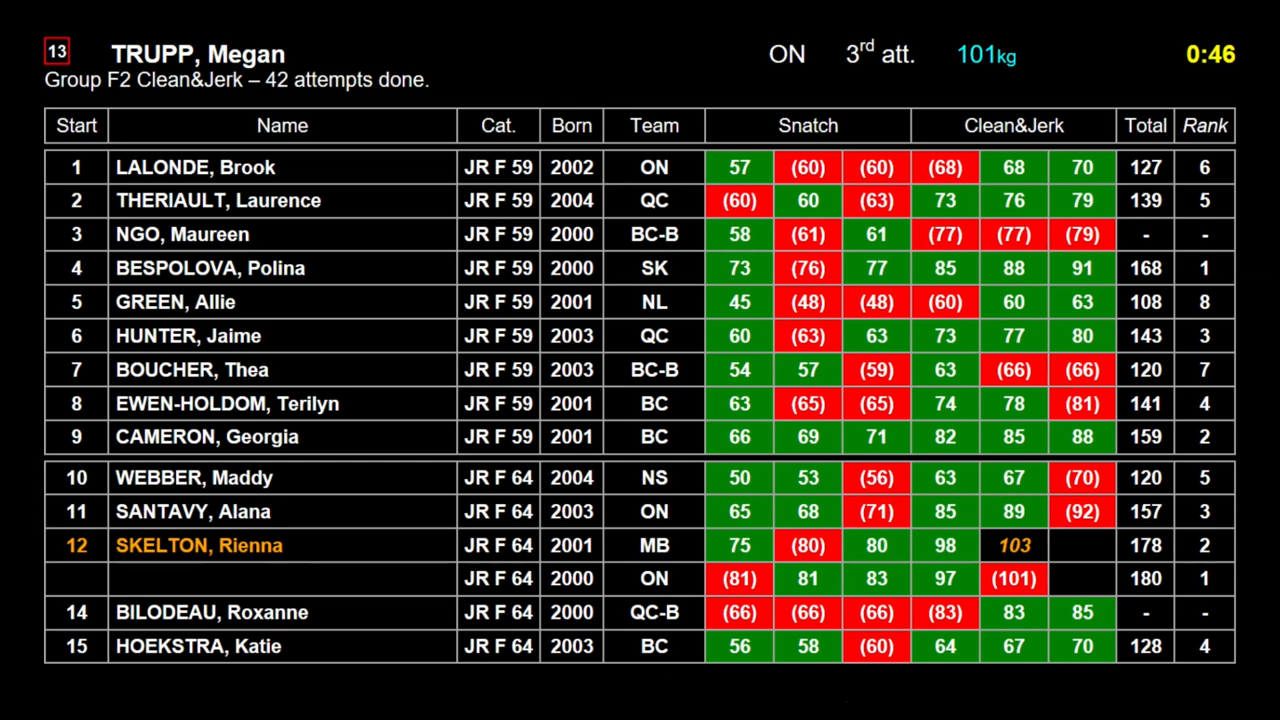 13 TRUPP, Megan ON 3rd att. 101kg 0:46
Group F2 Clean&Jerk – 42 attempts done.
Start Name Cat. Born Team Snatch Clean&Jerk Total Rank
1 LALONDE, Brook JR F 59 2002 ON 57 (60) (60) (68) 68 70 127 6
2 THERIAULT, Laurence JR F 59 2004 QC (60) 60 (63) 73 76 79 139 5
3 NGO, Maureen JR F 59 2000 BC-B 58 (61) 61 (77) (77) (79) - -
4 BESPOLOVA, Polina JR F 59 2000 SK 73 (76) 77 85 88 91 168 1
5 GREEN, Allie JR F 59 2001 NL 45 (48) (48) (60) 60 63 108 8
6 HUNTER, Jaime JR F 59 2003 QC 60 (63) 63 73 77 80 143 3
7 BOUCHER, Thea JR F 59 2003 BC-B 54 57 (59) 63 (66) (66) 120 7
8 EWEN-HOLDOM, Terilyn JR F 59 2001 BC 63 (65) (65) 74 78 (81) 141 4
9 CAMERON, Georgia JR F 59 2001 BC 66 69 71 82 85 88 159 2
10 WEBBER, Maddy JR F 64 2004 NS 50 53 (56) 63 67 (70) 120 5
11 SANTAVY, Alana JR F 64 2003 ON 65 68 (71) 85 89 (92) 157 3
12 SKELTON, Rienna JR F 64 2001 MB 75 (80) 80 98 103 178 2
JR F 64 2000 ON (81) 81 83 97 (101) 180 1
14 BILODEAU, Roxanne JR F 64 2000 QC-B (66) (66) (66) (83) 83 85 - -
15 HOEKSTRA, Katie JR F 64 2003 BC 56 58 (60) 64 67 70 128 4